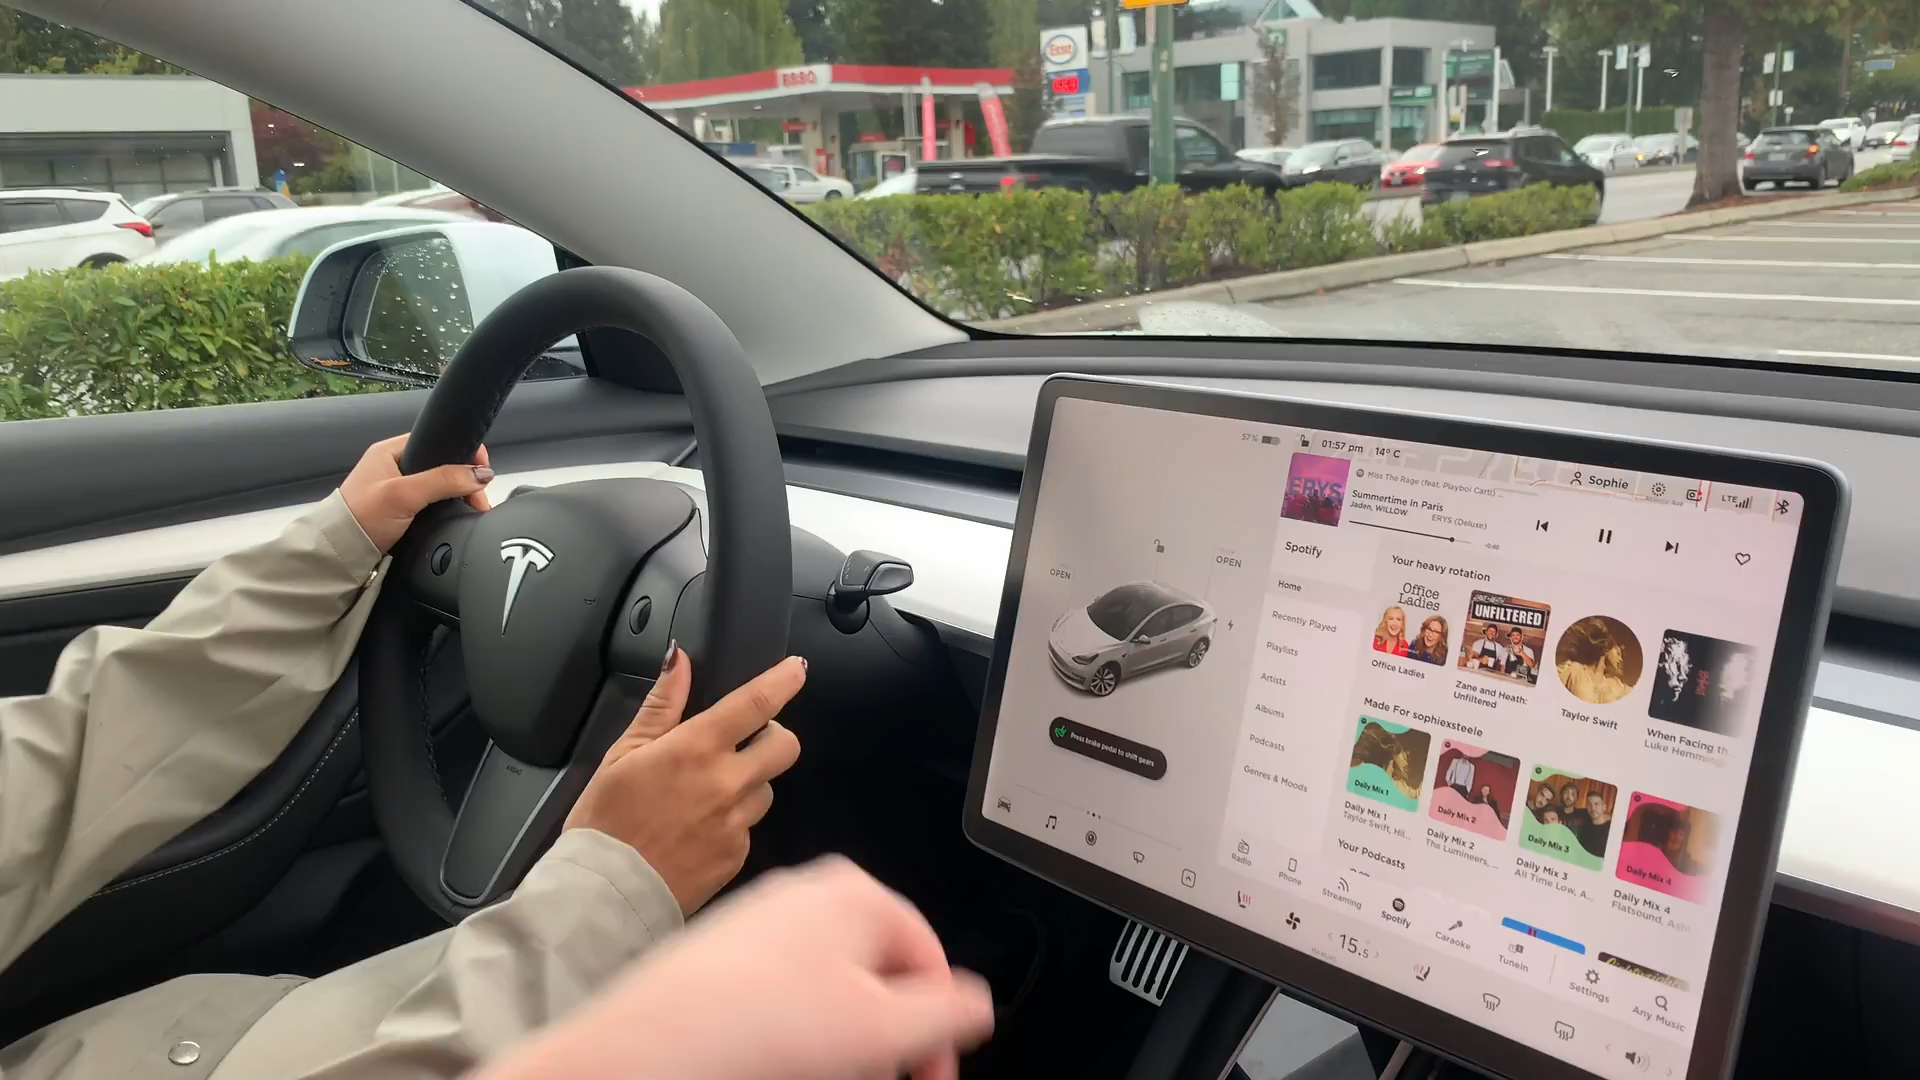 ESSO
Esso
57 %
01:57 pm
14° C
Sophie
LTE
ERYS
Miss The Rage (feat. Playboi Carti) ...
Summertime In Paris
Jaden, WILLOW
ERYS (Deluxe)
-0:40
OPEN
OPEN
Press brake pedal to shift gears
Spotify
Home
Recently Played
Playlists
Artists
Albums
Podcasts
Genres & Moods
Your heavy rotation
Office
Ladies
UNFILTERED
Office Ladies
Zane and Heath:
Unfiltered
Taylor Swift
When Facing th
Luke Hemming
Made For sophiexsteele
Daily Mix 1
Daily Mix 2
Daily Mix 3
Daily Mix 4
Daily Mix 1
Taylor Swift, Hil...
Daily Mix 2
The Lumineers, ...
Daily Mix 3
All Time Low, A...
Daily Mix 4
Flatsound, Ash
Your Podcasts
Radio
Phone
Streaming
Spotify
Caraoke
TuneIn
Settings
Any Music
15.5
AIRBAG